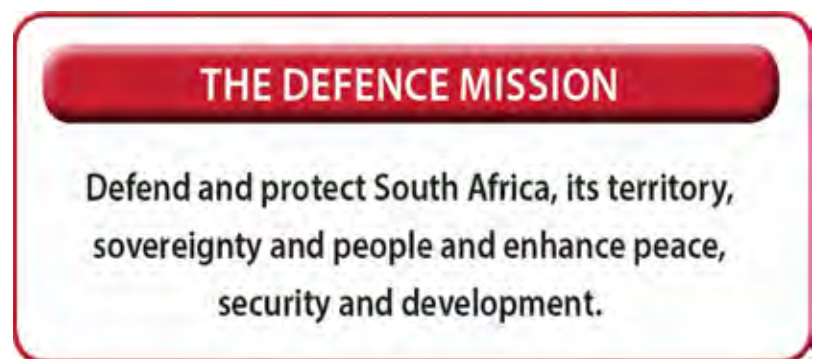 THE DEFENCE MISSION
Defend and protect South Africa, its territory,
sovereignty and people and enhance peace,
security and development.